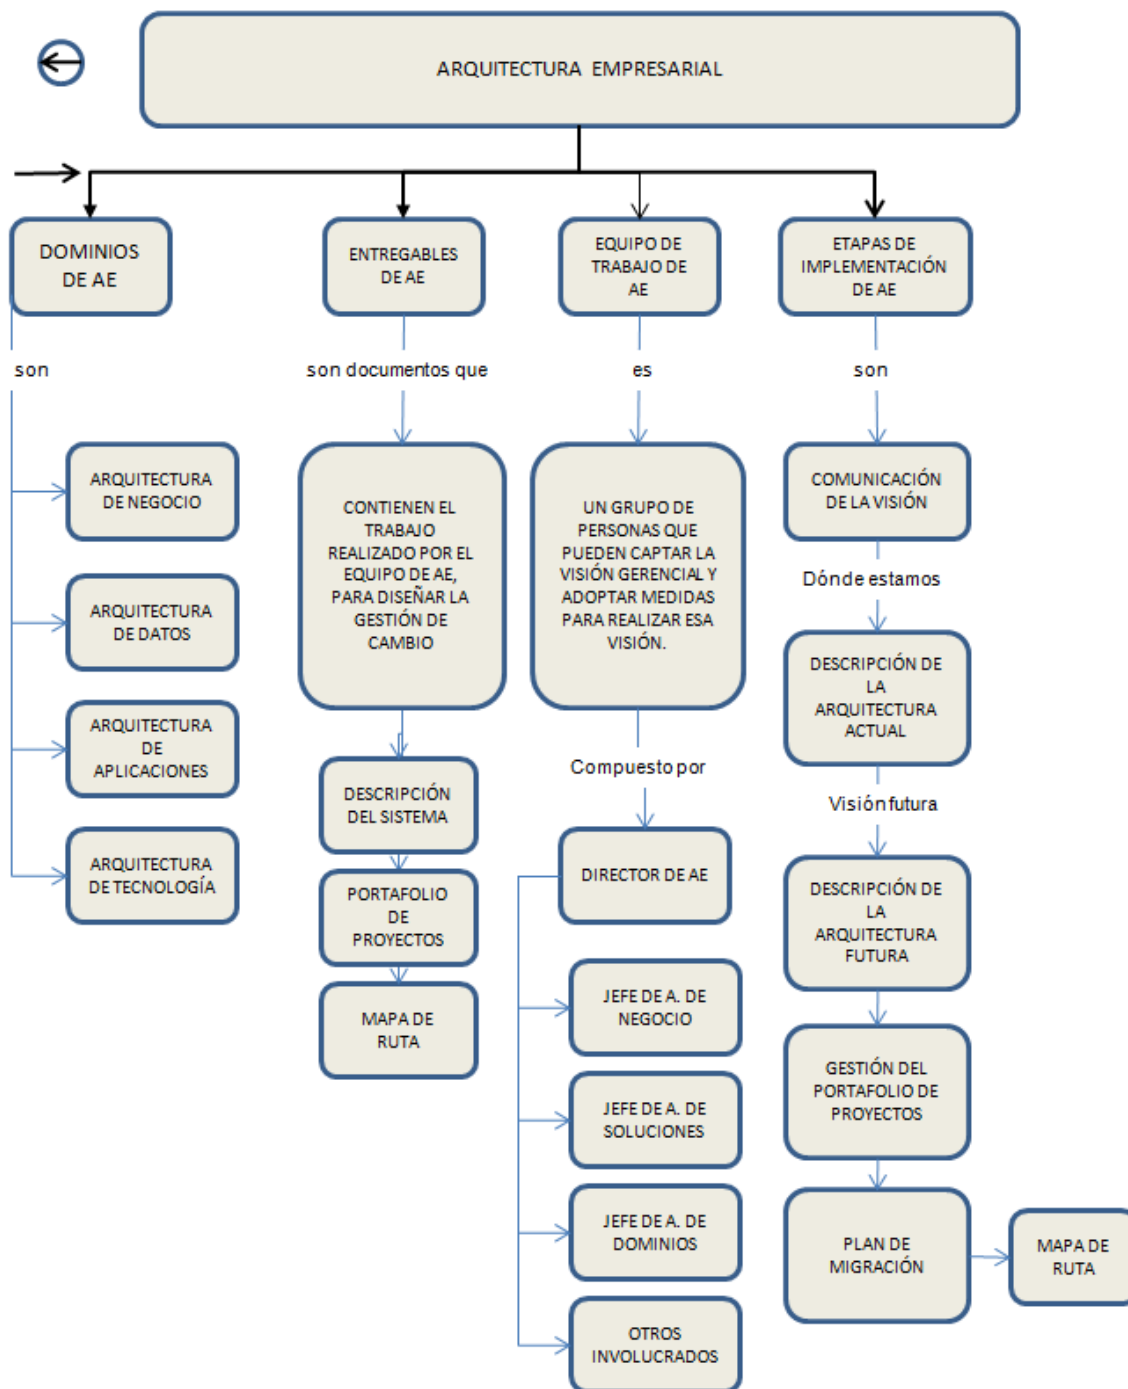 ARQUITECTURA EMPRESARIAL
DOMINIOS
DE AE
ENTREGABLES
DE AE
EQUIPO DE
TRABAJO DE
AE
ETAPAS DE
IMPLEMENTACIÓN
DE AE
son
son documentos que
es
son
ARQUITECTURA
DE NEGOCIO
ARQUITECTURA
DE DATOS
ARQUITECTURA
DE
APLICACIONES
ARQUITECTURA
DE TECNOLOGÍA
CONTIENEN EL
TRABAJO
REALIZADO POR EL
EQUIPO DE AE,
PARA DISEÑAR LA
GESTIÓN DE
CAMBIO
DESCRIPCIÓN
DEL SISTEMA
PORTAFOLIO
DE
PROYECTOS
MAPA DE
RUTA
UN GRUPO DE
PERSONAS QUE
PUEDEN CAPTAR LA
VISIÓN GERENCIAL Y
ADOPTAR MEDIDAS
PARA REALIZAR ESA
VISIÓN.
Compuesto por
DIRECTOR DE AE
JEFE DE A. DE
NEGOCIO
JEFE DE A. DE
SOLUCIONES
JEFE DE A. DE
DOMINIOS
OTROS
INVOLUCRADOS
COMUNICACIÓN
DE LA VISIÓN
Dónde estamos
DESCRIPCIÓN DE
LA
ARQUITECTURA
ACTUAL
Visión futura
DESCRIPCIÓN DE
LA
ARQUITECTURA
FUTURA
GESTIÓN DEL
PORTAFOLIO DE
PROYECTOS
PLAN DE
MIGRACIÓN
MAPA DE
RUTA